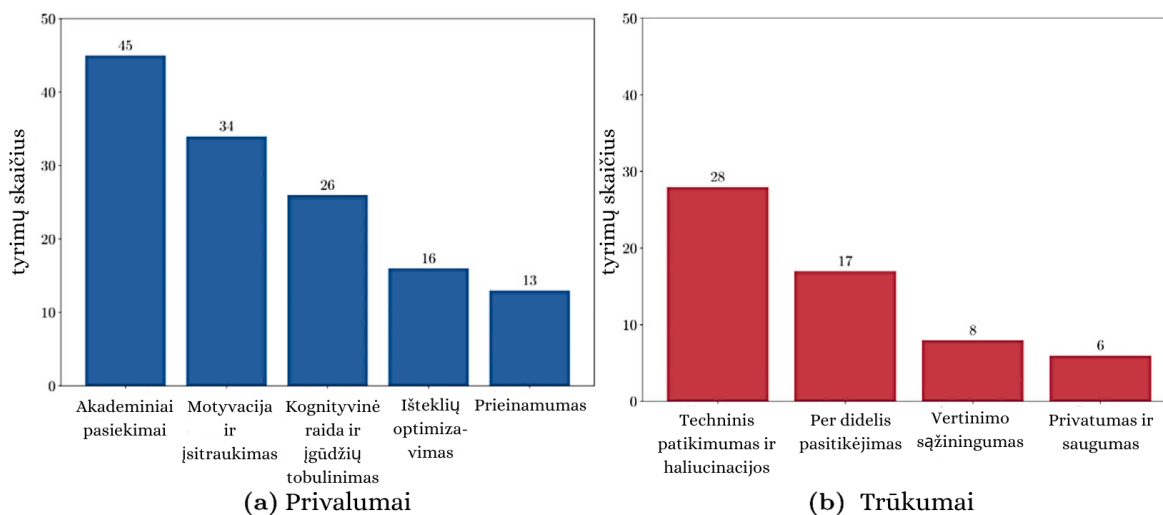 50
40
30
20
10
0
tyrimų skaičius
45
34
26
16
13
Akademiniai
pasiekimai
Motyvacija
ir
įsitraukimas
Kognityvinė
raida ir
įgūdžių
tobulinimas
Išteklių
optimiza-
vimas
Prieinamumas
(a) Privalumai
50
40
30
20
10
0
tyrimų skaičius
28
17
8
6
Techninis
patikimumas ir
haliucinacijos
Per didelis
pasitikėjimas
Vertinimo
sąžiningumas
Privatumas ir
saugumas
(b) Trūkumai